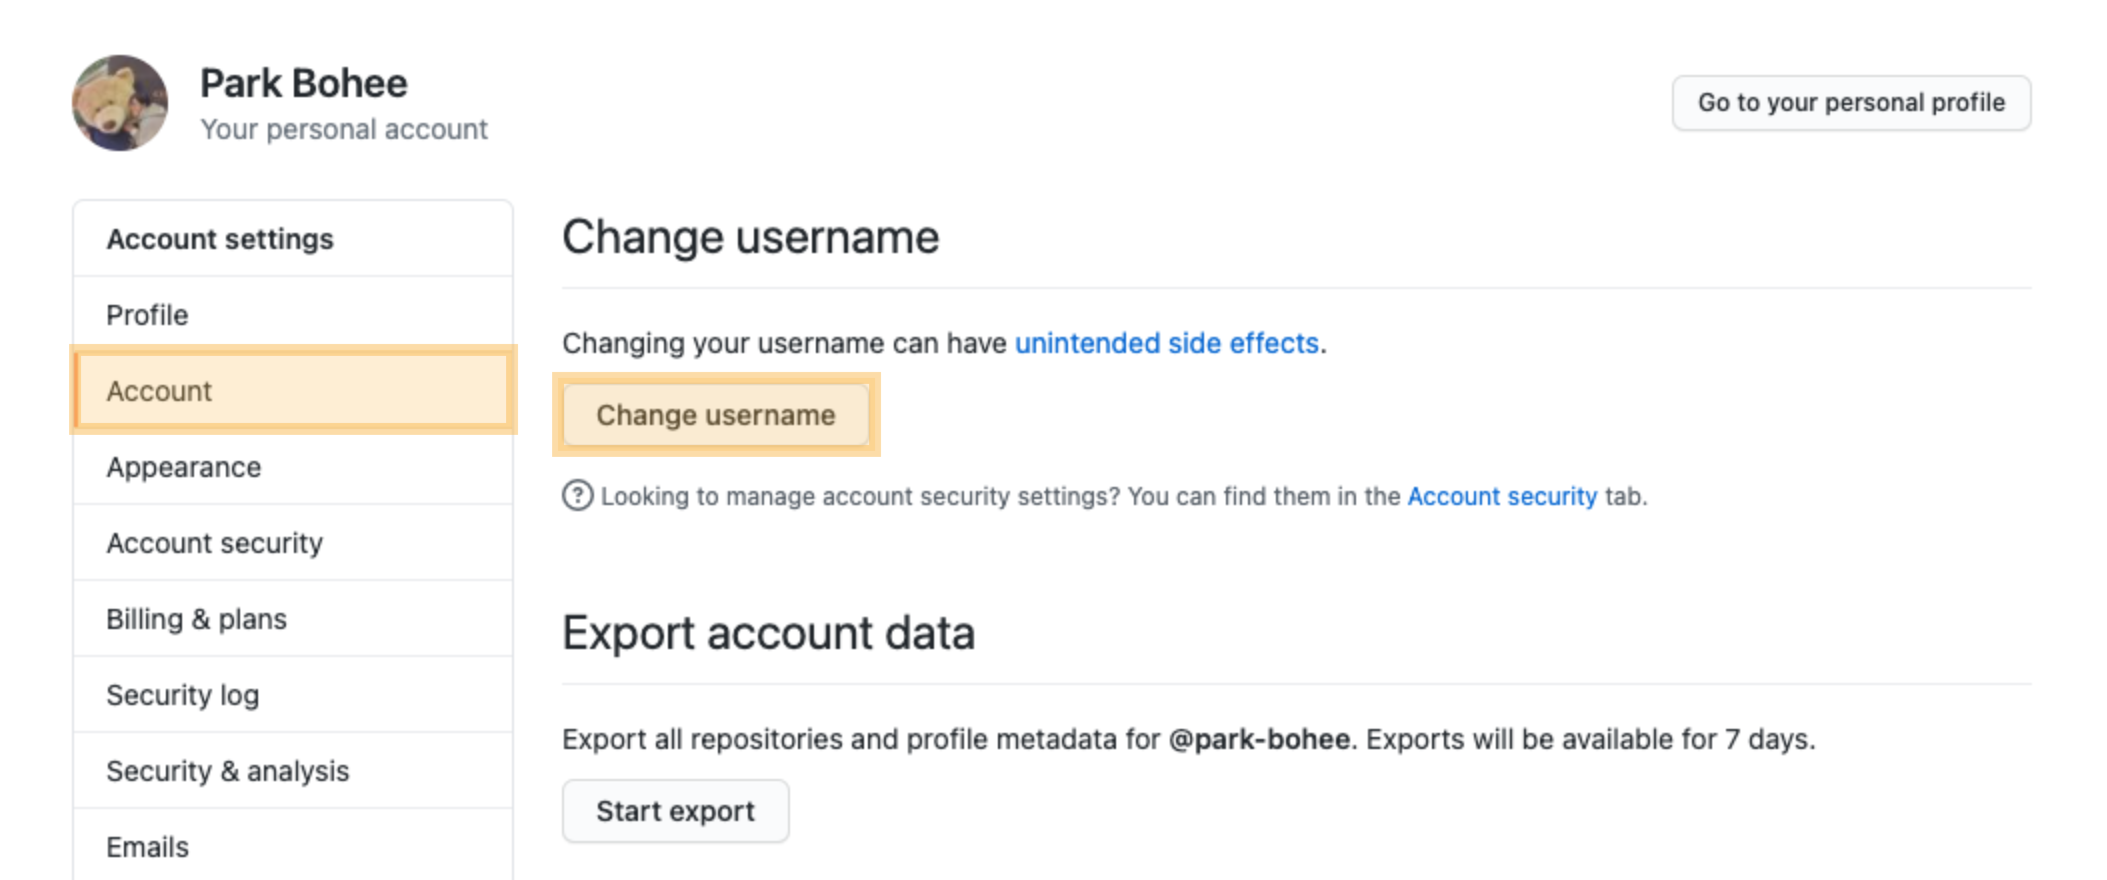 Park Bohee
Your personal account
Go to your personal profile
Account settings
Profile
Account
Appearance
Account security
Billing & plans
Security log
Security & analysis
Emails
Change username
Changing your username can have unintended side effects.
Change username
Looking to manage account security settings? You can find them in the Account security tab.
Export account data
Export all repositories and profile metadata for @park-bohee. Exports will be available for 7 days.
Start export